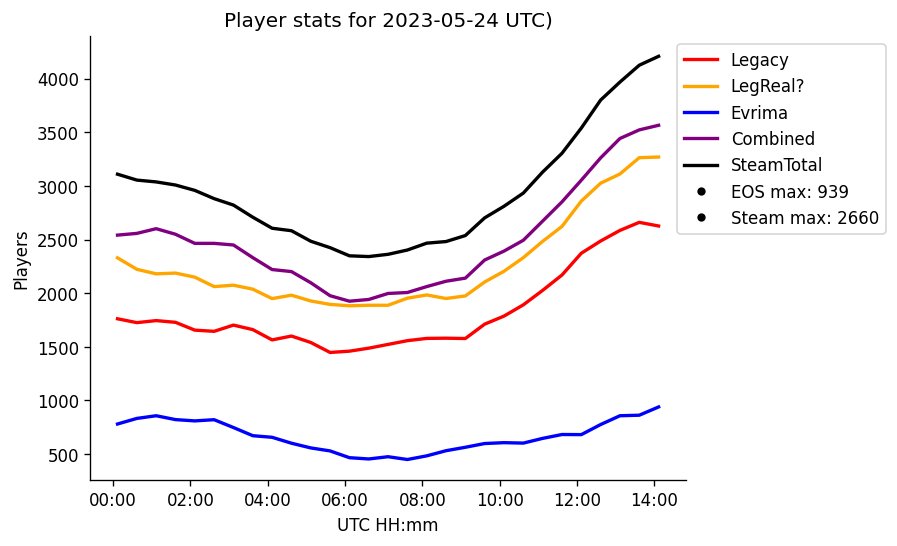 Player stats for 2023-05-24 UTC)
Legacy
LegReal?
Evrima
Combined
SteamTotal
EOS max: 939
Steam max: 2660
Players
4000
3500
3000
2500
2000
1500
1000
500
00:00 02:00 04:00 06:00 08:00 10:00 12:00 14:00
UTC HH:mm